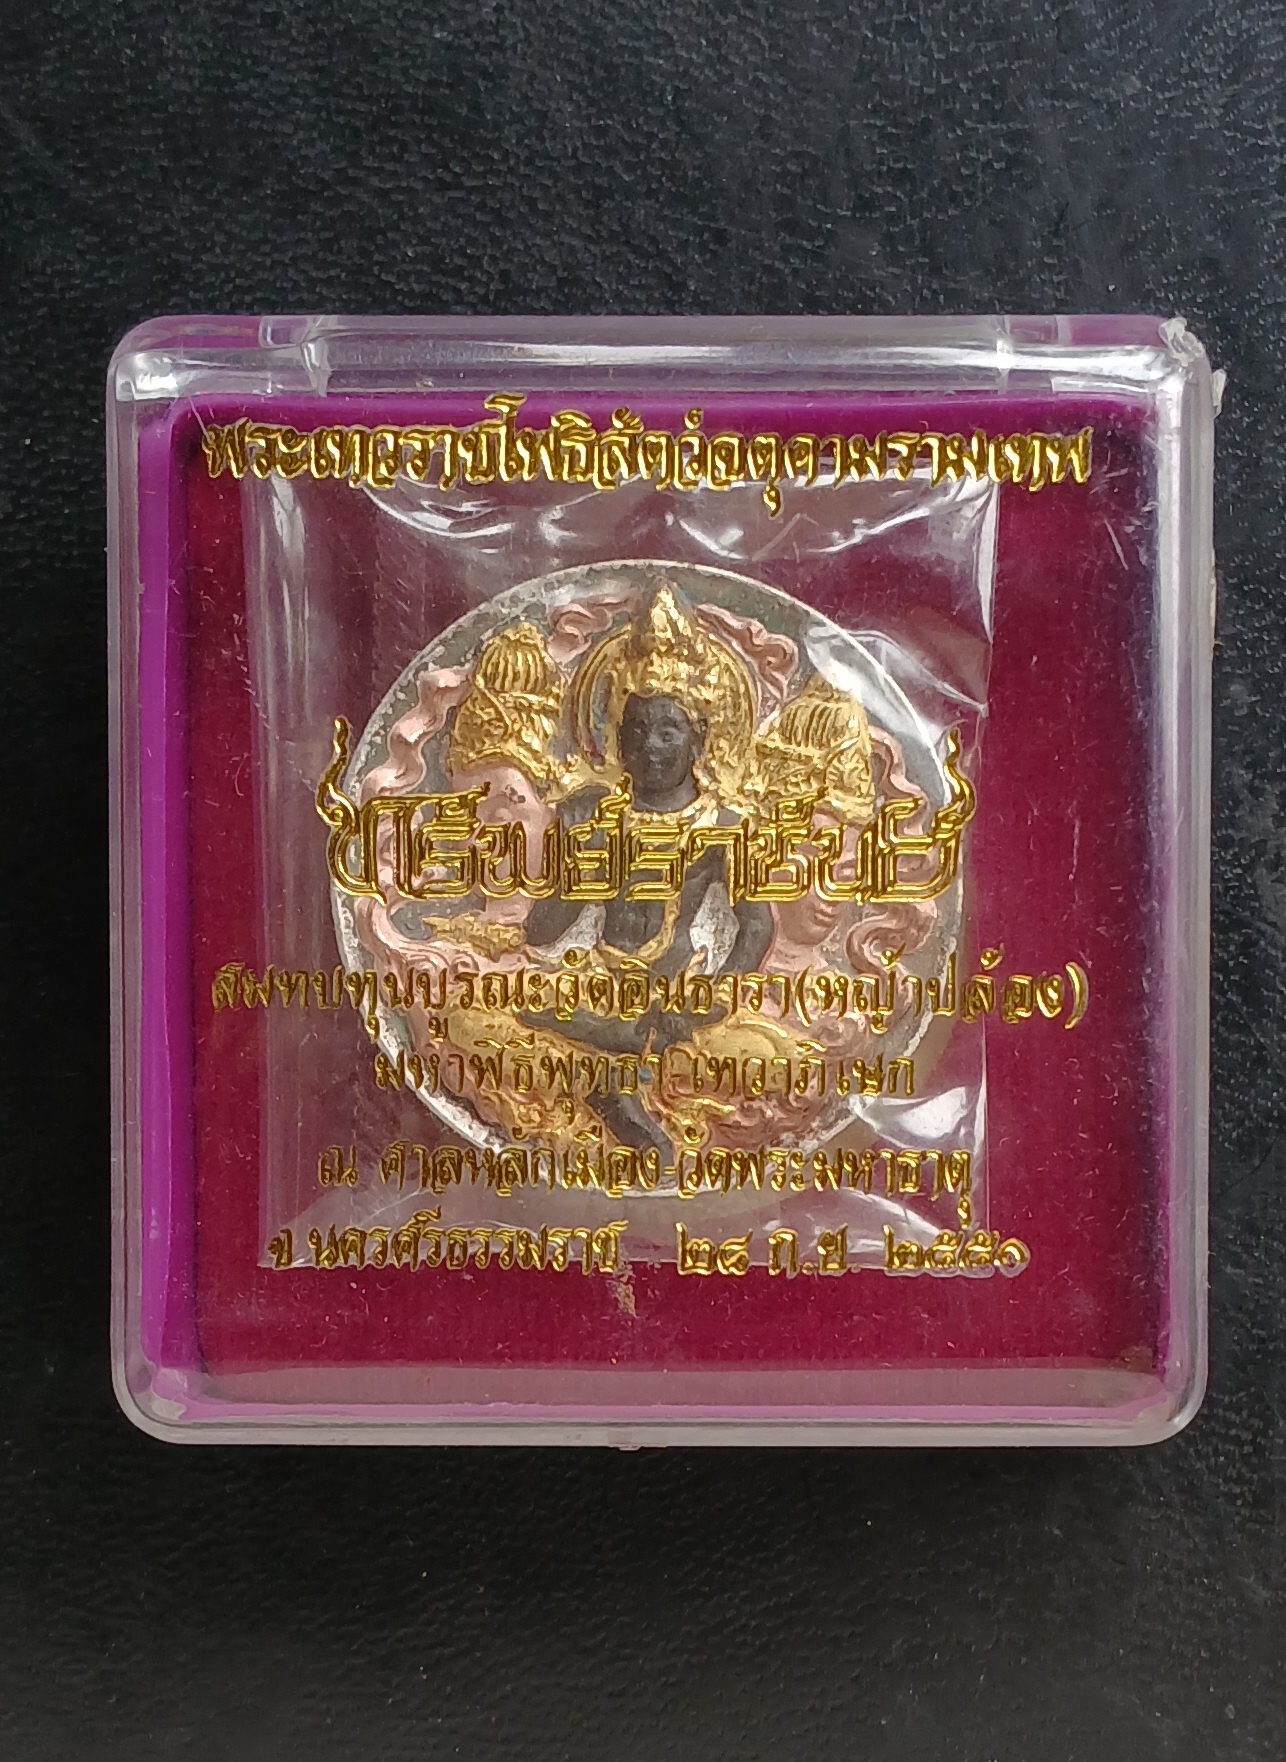 พระเทวราชโพธิสัตว์จตุคามรามเทพ
ทรัพย์ราชันย์
สมทบทุนบูรณะวัดอินธารา(หญ้าปล้อง)
มหาพิธีพุทธา-เทวาภิเษก
ณ ศาลหลักเมือง-วัดพระมหาธาตุ
จ นครศรีธรรมราช ๒๘ ก.ย. ๒๕๕๐